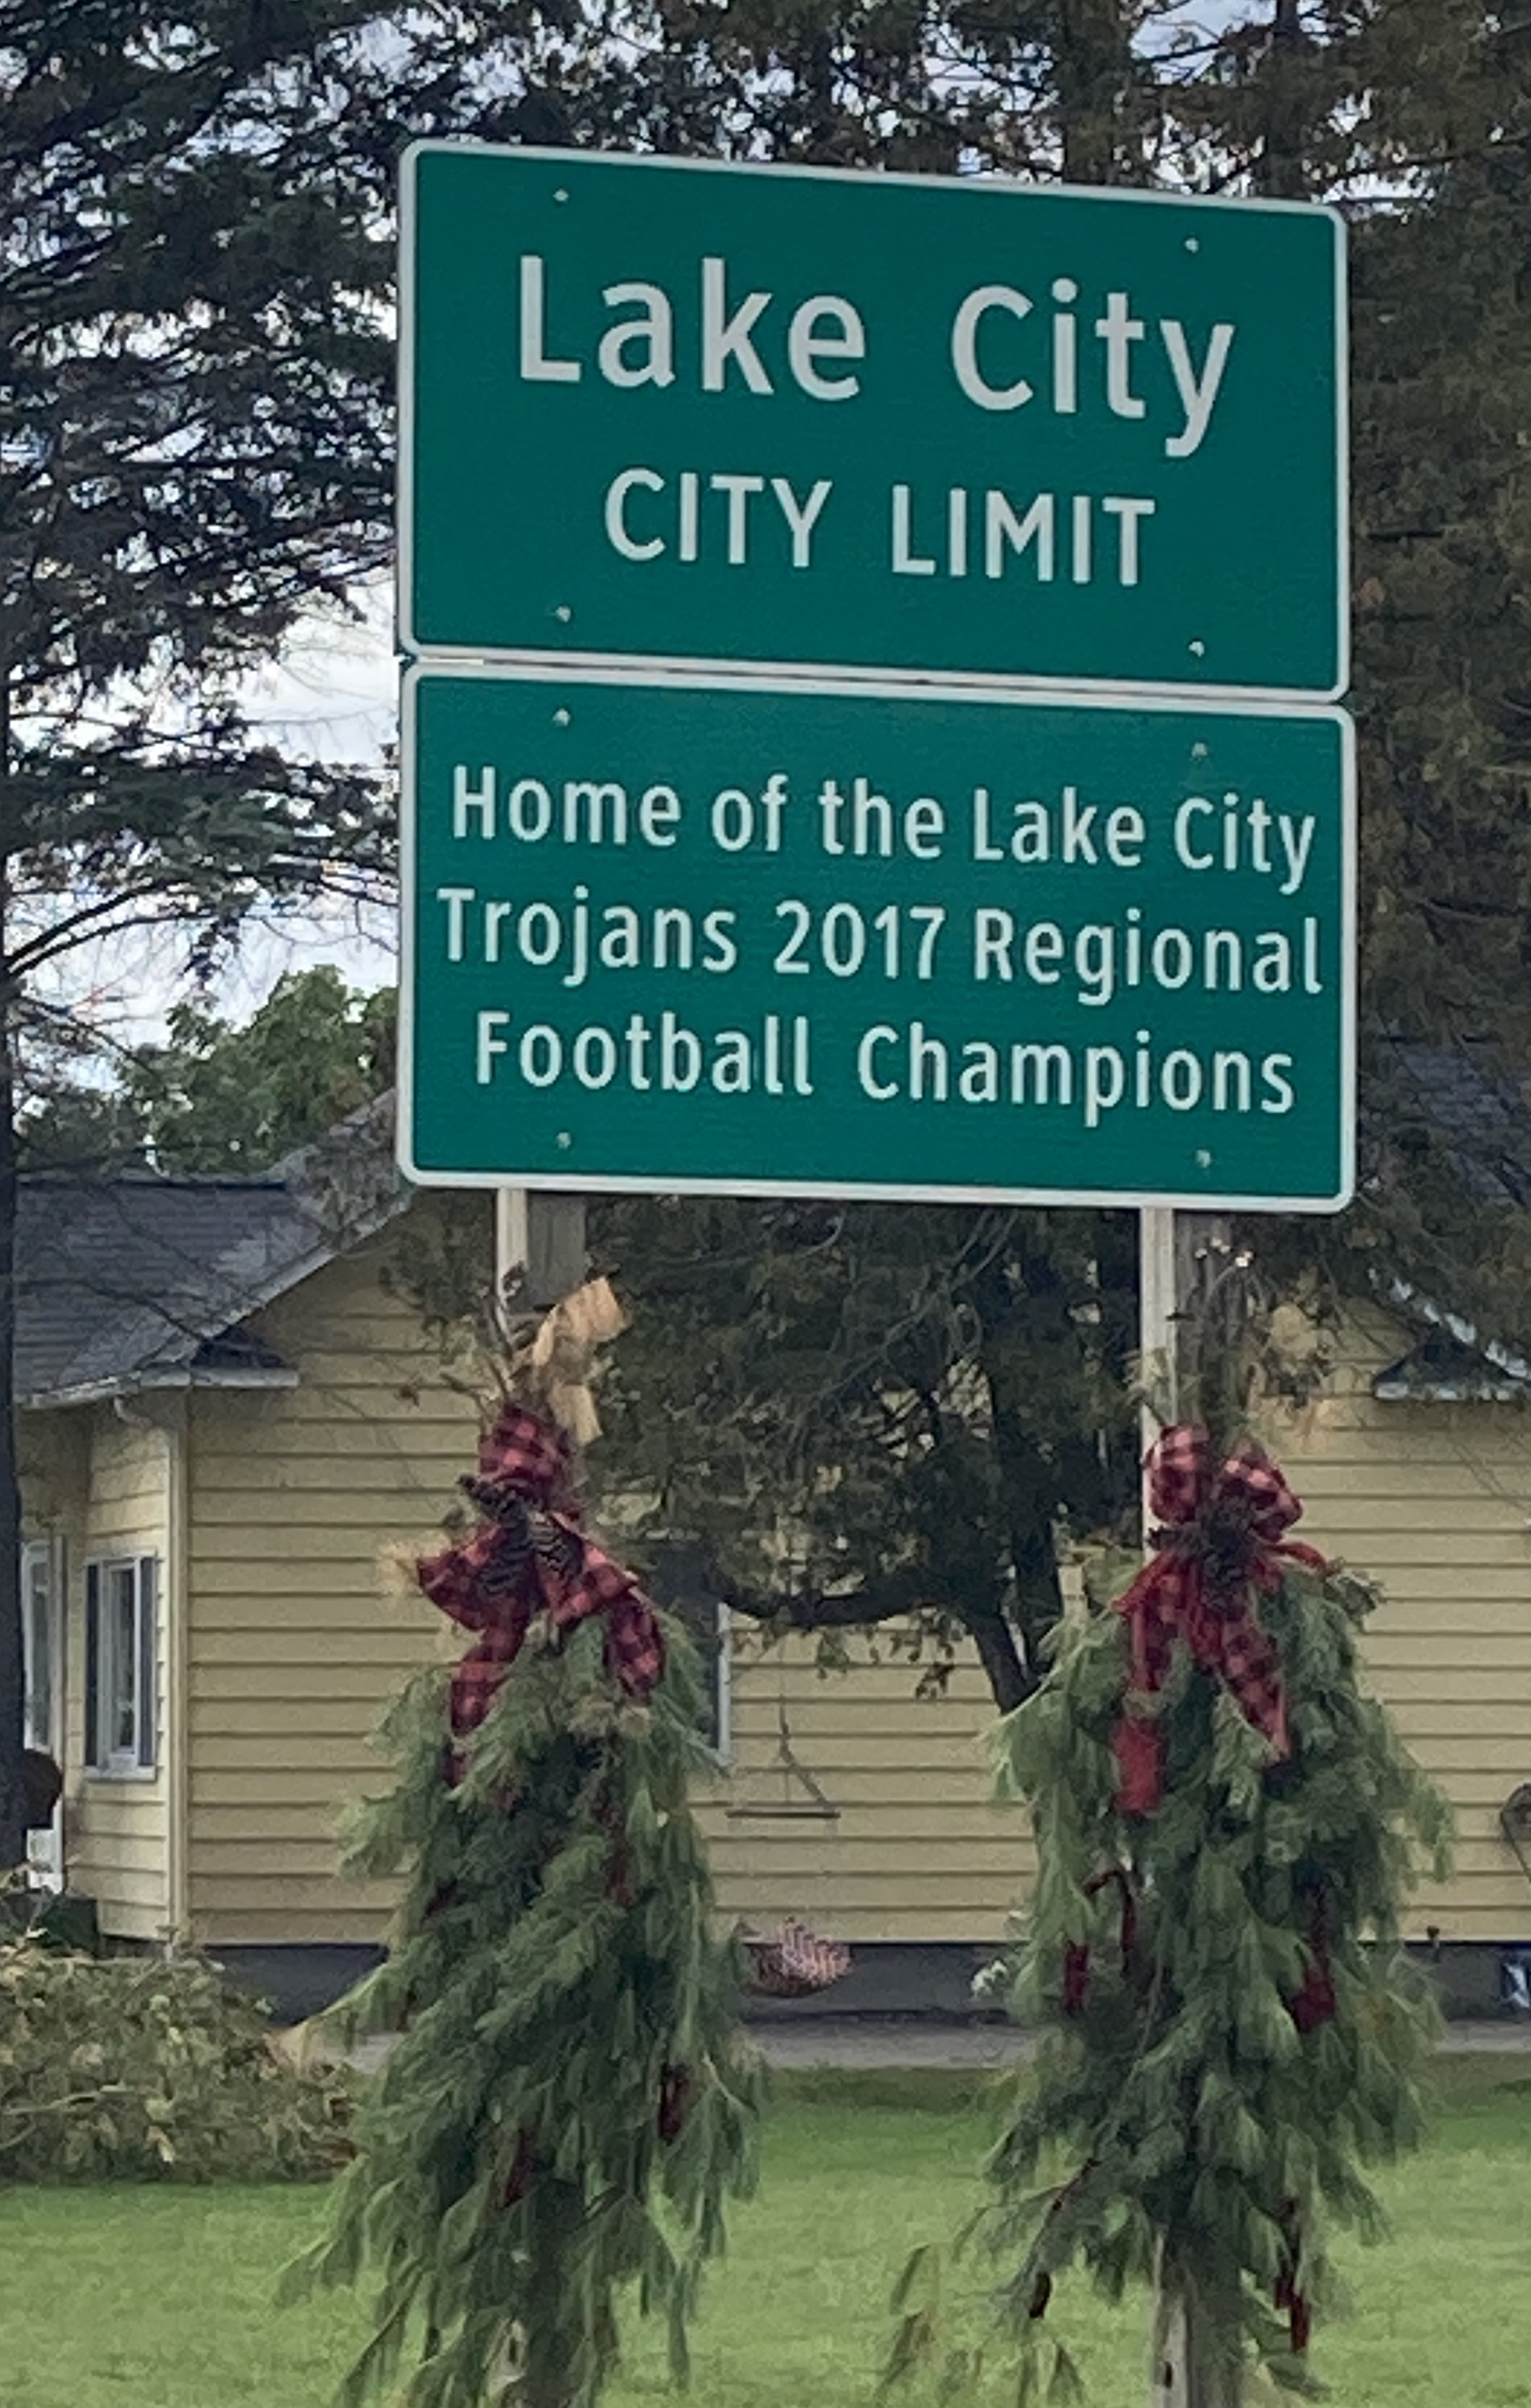 Lake City
CITY LIMIT
Home of the Lake City
Trojans 2017 Regional
Football Champions